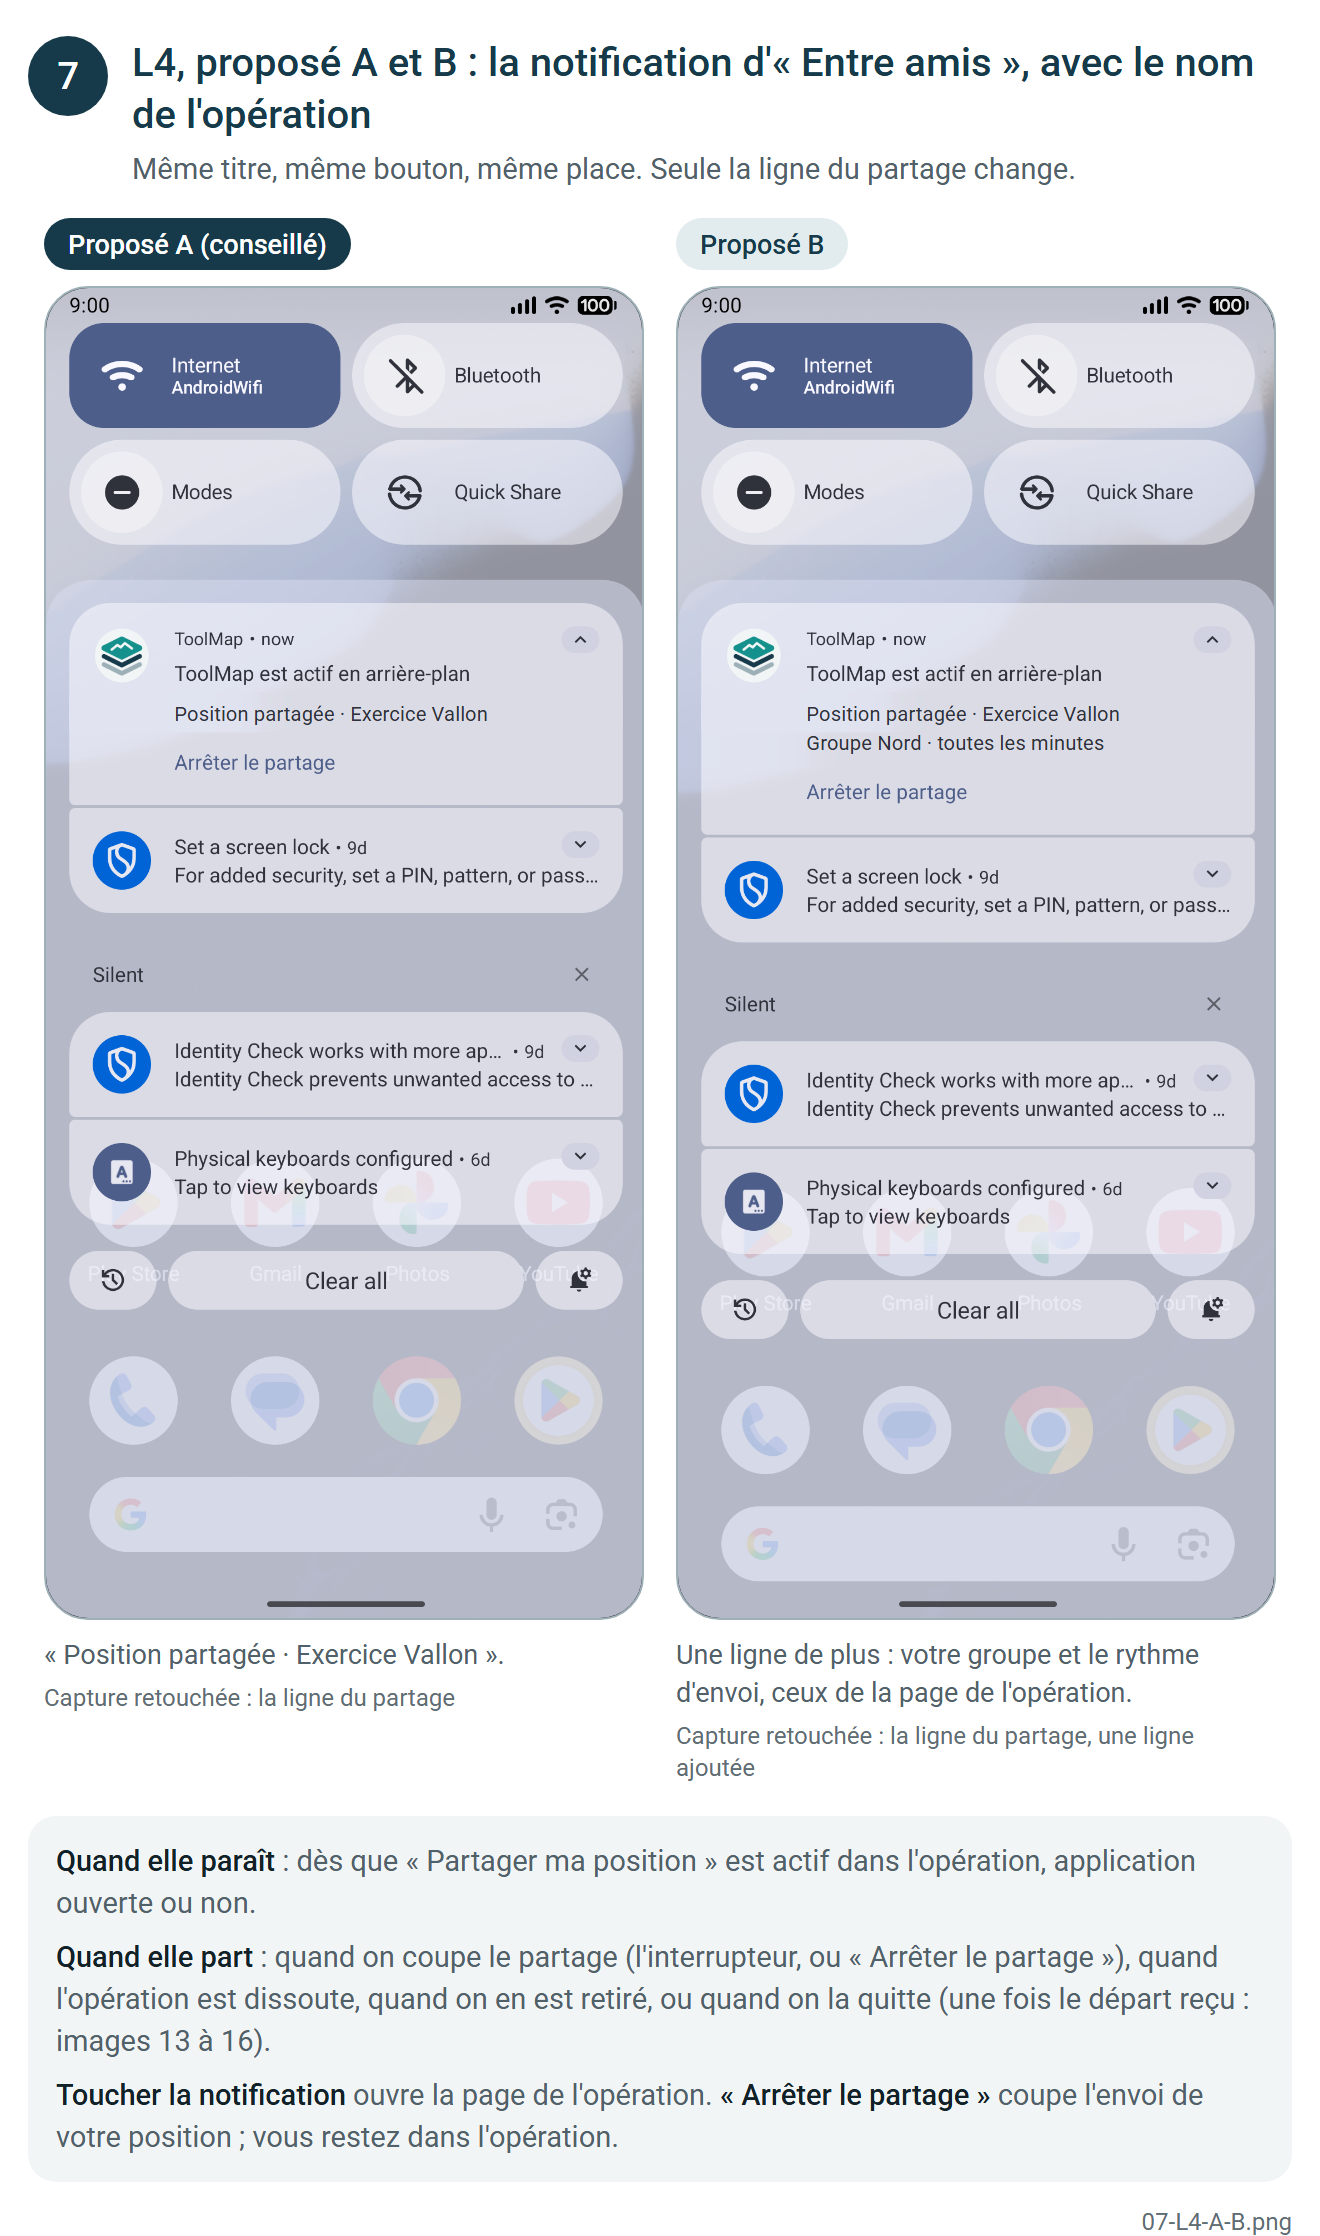 7
L4, proposé A et B : la notification d'« Entre amis », avec le nom
de l'opération
Même titre, même bouton, même place. Seule la ligne du partage change.
Proposé A (conseillé)
9:00
100
Internet
AndroidWifi
Bluetooth
Modes
Quick Share
ToolMap • now
ToolMap est actif en arrière-plan
Position partagée · Exercice Vallon
Arrêter le partage
Set a screen lock • 9d
For added security, set a PIN, pattern, or pass...
Silent
Identity Check works with more ap... • 9d
Identity Check prevents unwanted access to ...
A
Physical keyboards configured • 6d
Tap to view keyboards
Play Store
Gmail
Photos
YouTube
Clear all
« Position partagée · Exercice Vallon ».
Capture retouchée : la ligne du partage
Proposé B
9:00
100
Internet
AndroidWifi
Bluetooth
Modes
Quick Share
ToolMap • now
ToolMap est actif en arrière-plan
Position partagée · Exercice Vallon
Groupe Nord · toutes les minutes
Arrêter le partage
Set a screen lock • 9d
For added security, set a PIN, pattern, or pass...
Silent
Identity Check works with more ap... • 9d
Identity Check prevents unwanted access to ...
A
Physical keyboards configured • 6d
Tap to view keyboards
Play Store
Gmail
Photos
YouTube
Clear all
Une ligne de plus : votre groupe et le rythme
d'envoi, ceux de la page de l'opération.
Capture retouchée : la ligne du partage, une ligne
ajoutée
Quand elle paraît : dès que « Partager ma position » est actif dans l'opération, application
ouverte ou non.
Quand elle part : quand on coupe le partage (l'interrupteur, ou « Arrêter le partage »), quand
l'opération est dissoute, quand on en est retiré, ou quand on la quitte (une fois le départ reçu :
images 13 à 16).
Toucher la notification ouvre la page de l'opération. « Arrêter le partage » coupe l'envoi de
votre position ; vous restez dans l'opération.
07-L4-A-B.png